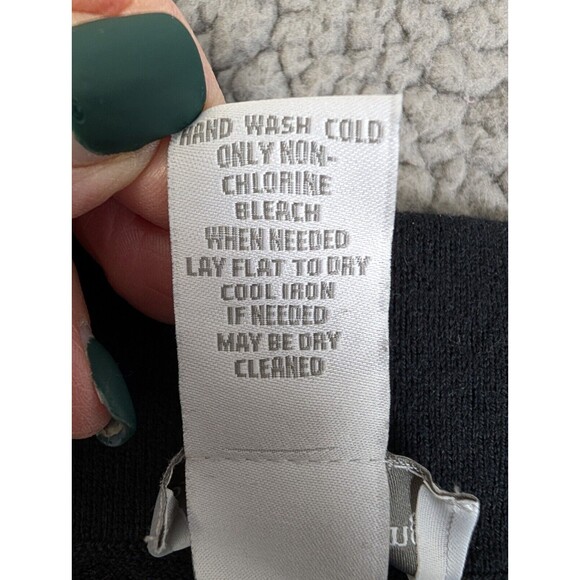 HAND WASH COLD
ONLY NON-
CHLORINE
BLEACH
WHEN NEEDED
LAY FLAT TO DRY
COOL IRON
IF NEEDED
MAY BE DRY
CLEANED